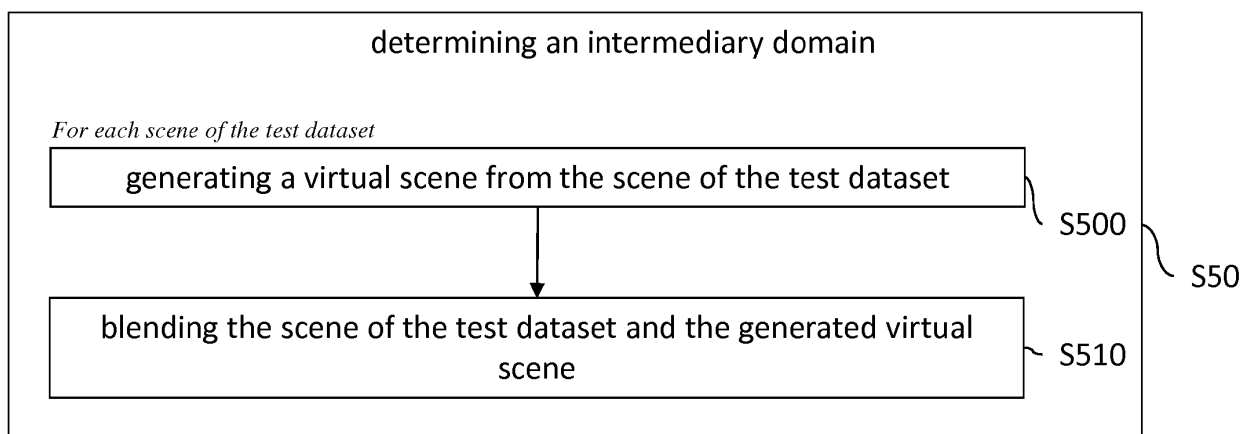 determining an intermediary domain
For each scene of the test dataset
generating a virtual scene from the scene of the test dataset
S500
S50
blending the scene of the test dataset and the generated virtual
scene
S510